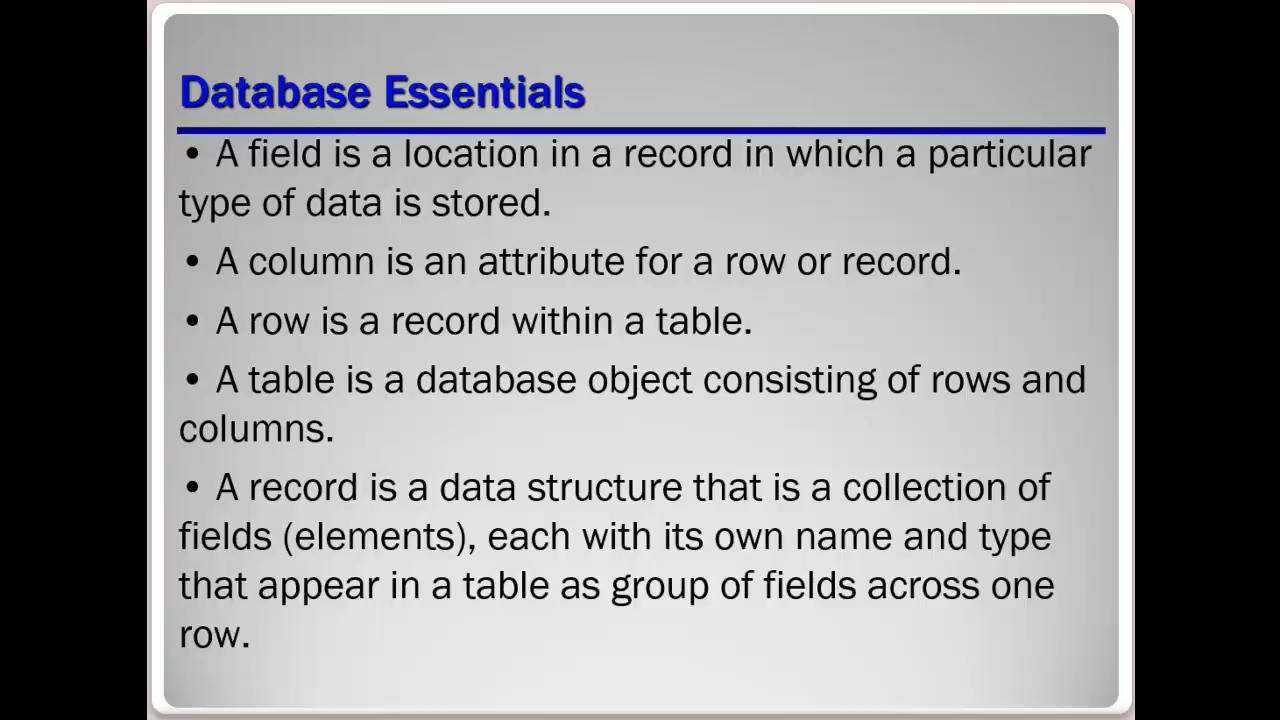 Database Essentials
• A field is a location in a record in which a particular
type of data is stored.
• A column is an attribute for a row or record.
• A row is a record within a table.
• A table is a database object consisting of rows and
columns.
• A record is a data structure that is a collection of
fields (elements), each with its own name and type
that appear in a table as group of fields across one
row.